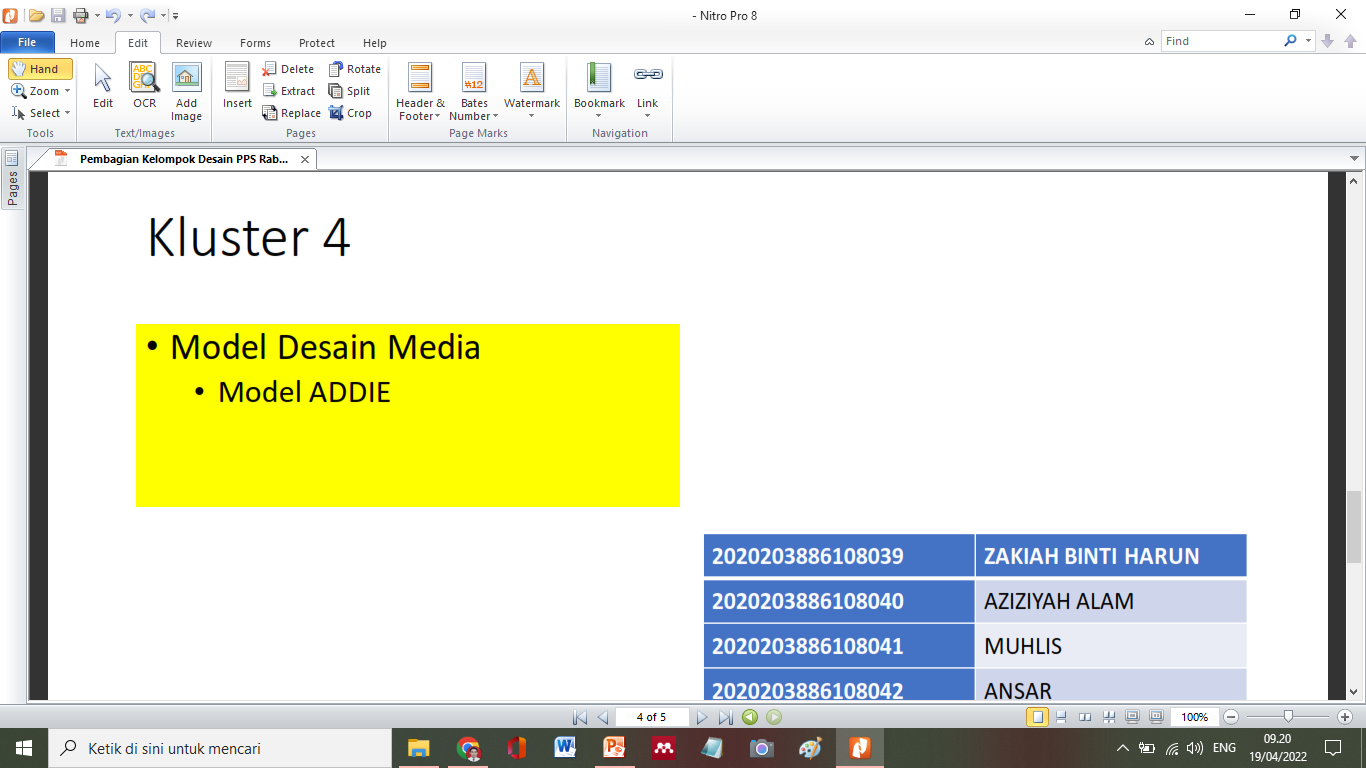 - Nitro Pro 8
File
Home
Edit
Review
Forms
Protect
Help
Find
Hand
Zoom
Select
Tools
Edit
OCR
Add Image
Text/Images
Insert
Delete
Extract
Replace
Rotate
Split
Crop
Pages
Header & Footer
Bates Number
Watermark
Page Marks
Bookmark
Link
Navigation
Pembagian Kelompok Desain PPS Rab...
Pages
Kluster 4
• Model Desain Media
• Model ADDIE
2020203886108039 ZAKIAH BINTI HARUN
2020203886108040 AZIZIYAH ALAM
2020203886108041 MUHLIS
2020203886108042 ANSAR
4 of 5
100%
Ketik di sini untuk mencari
ENG
09.20
19/04/2022